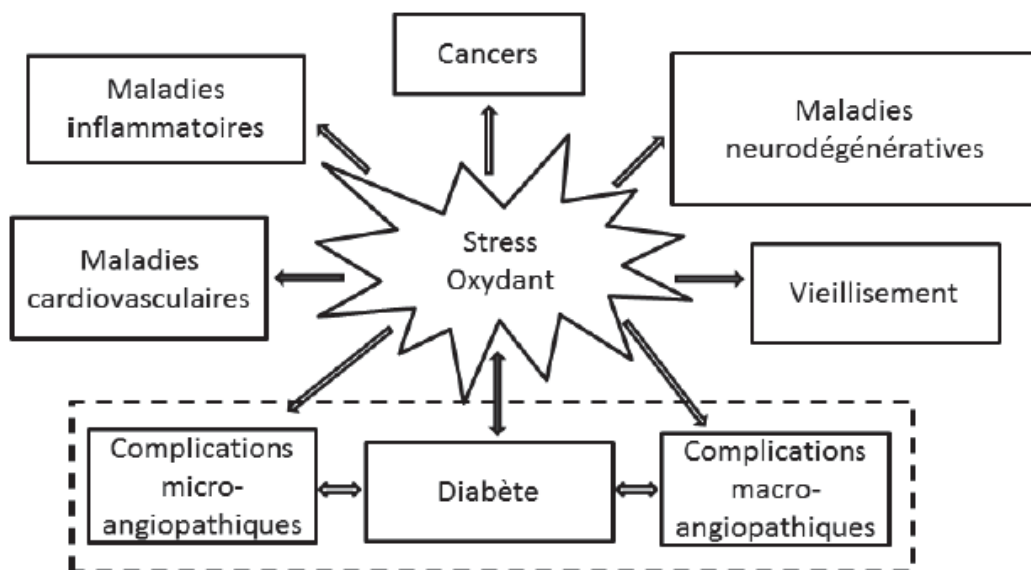 Cancers
Maladies
inflammatoires
Maladies
neurodégénératives
Stress
Oxydant
Maladies
cardiovasculaires
Vieillisement
Complications
micro-
angiopathiques
Diabète
Complications
macro-
angiopathiques